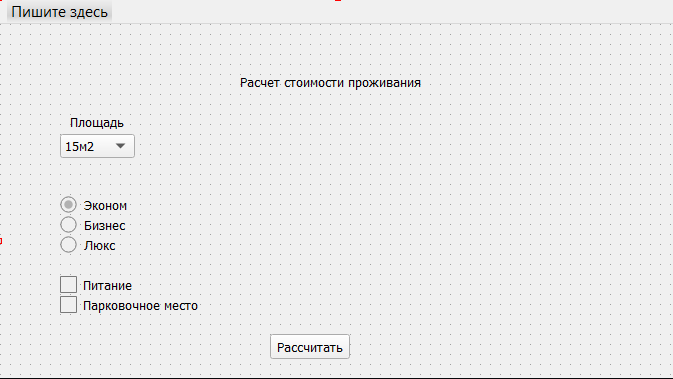 Пишите здесь
Расчет стоимости проживания
Площадь
15м2
Эконом
Бизнес
Люкс
Питание
Парковочное место
Рассчитать